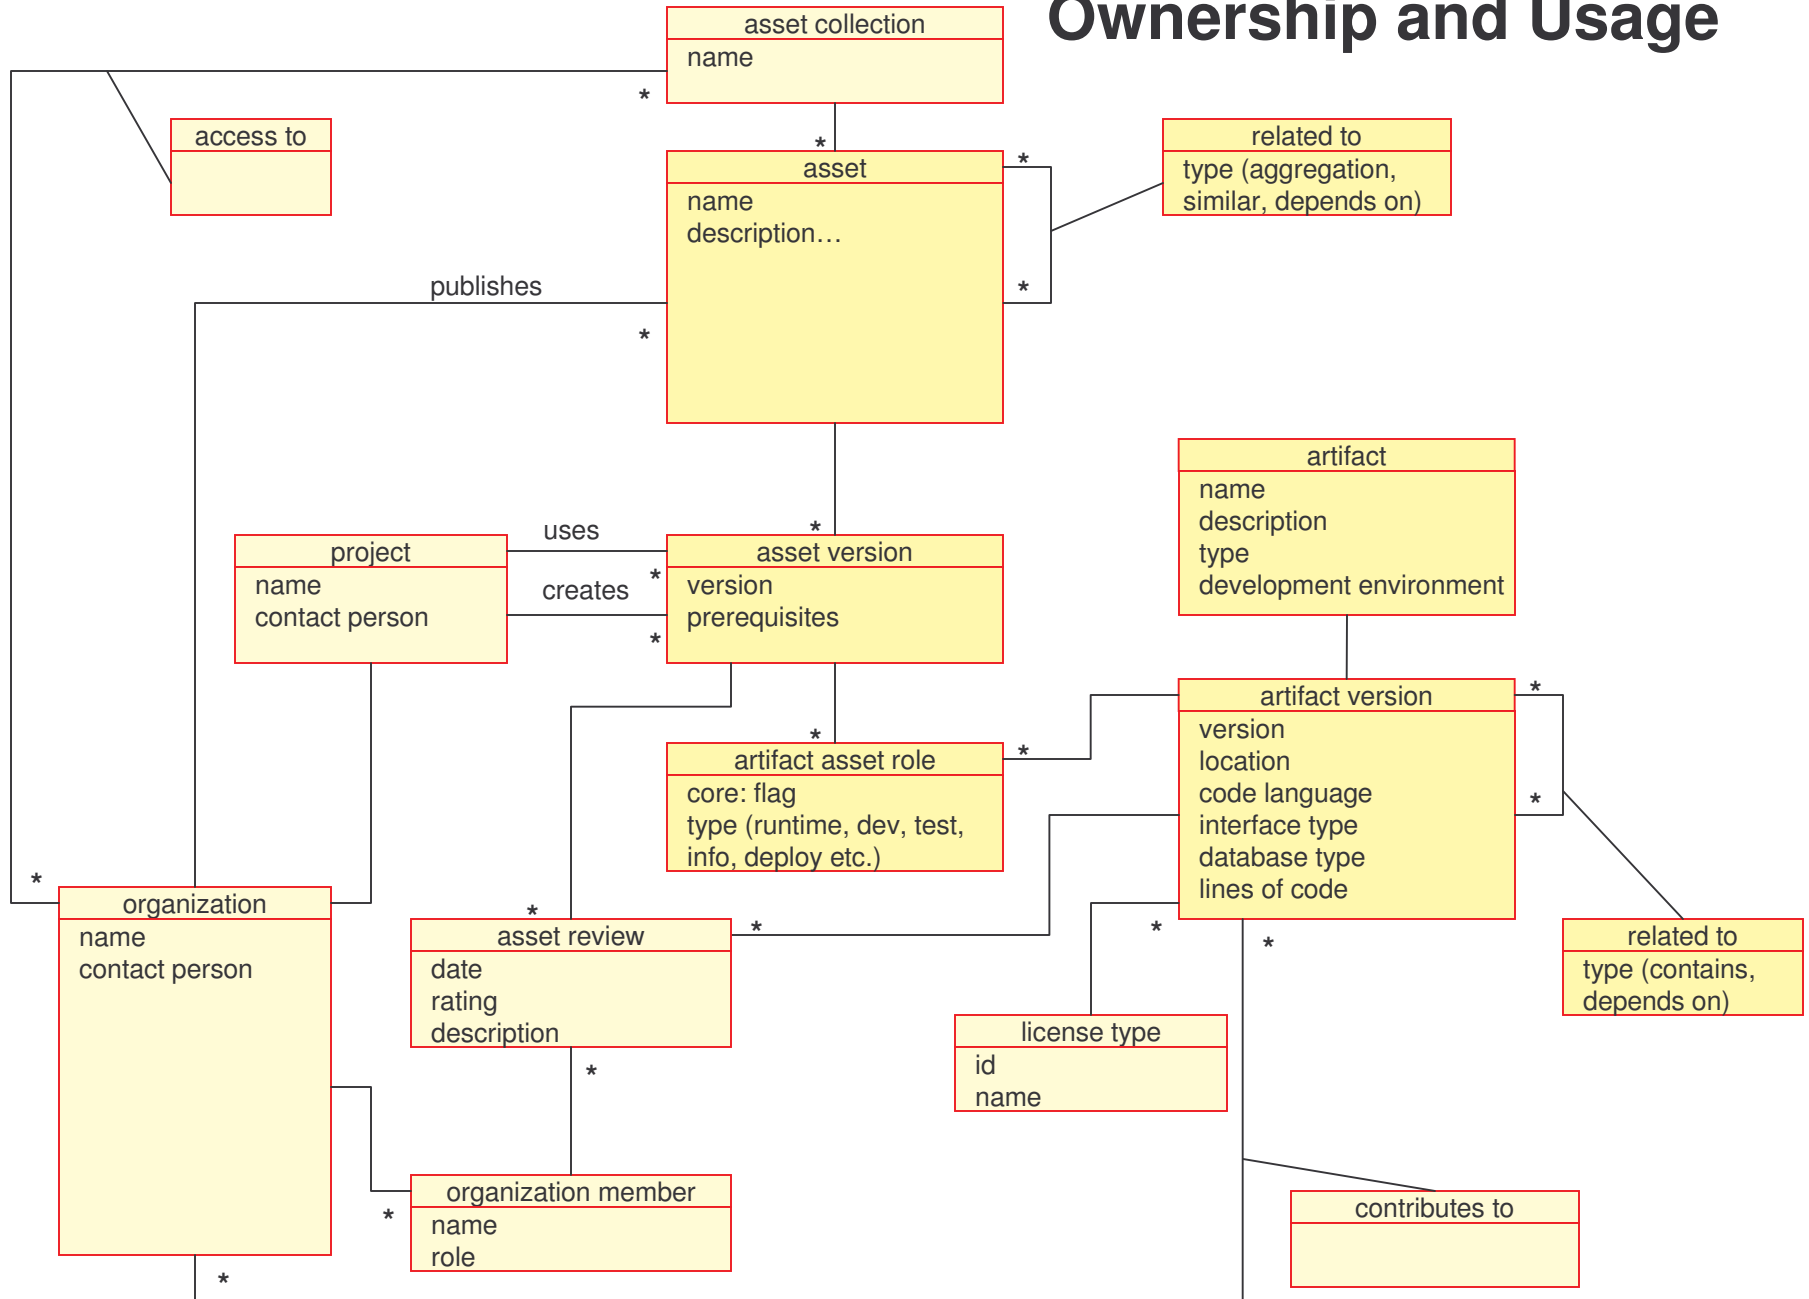 Ownership and Usage
asset collection
name
*
access to
*
asset
name
description…
*
*
related to
type (aggregation,
similar, depends on)
publishes
*
artifact
name
description
type
development environment
uses
*
project
name
contact person
*
creates
*
asset version
version
prerequisites
artifact version
version
location
code language
interface type
database type
lines of code
*
*
*
*
artifact asset role
core: flag
type (runtime, dev, test,
info, deploy etc.)
*
organization
name
contact person
*
asset review
date
rating
description
*
*
*
related to
type (contains,
depends on)
license type
id
name
*
organization member
name
role
*
contributes to
*